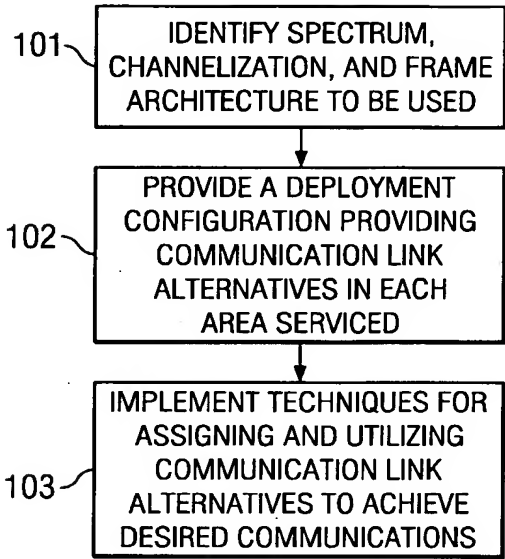 101
IDENTIFY SPECTRUM,
CHANNELIZATION, AND FRAME
ARCHITECTURE TO BE USED
102
PROVIDE A DEPLOYMENT
CONFIGURATION PROVIDING
COMMUNICATION LINK
ALTERNATIVES IN EACH
AREA SERVICED
103
IMPLEMENT TECHNIQUES FOR
ASSIGNING AND UTILIZING
COMMUNICATION LINK
ALTERNATIVES TO ACHIEVE
DESIRED COMMUNICATIONS